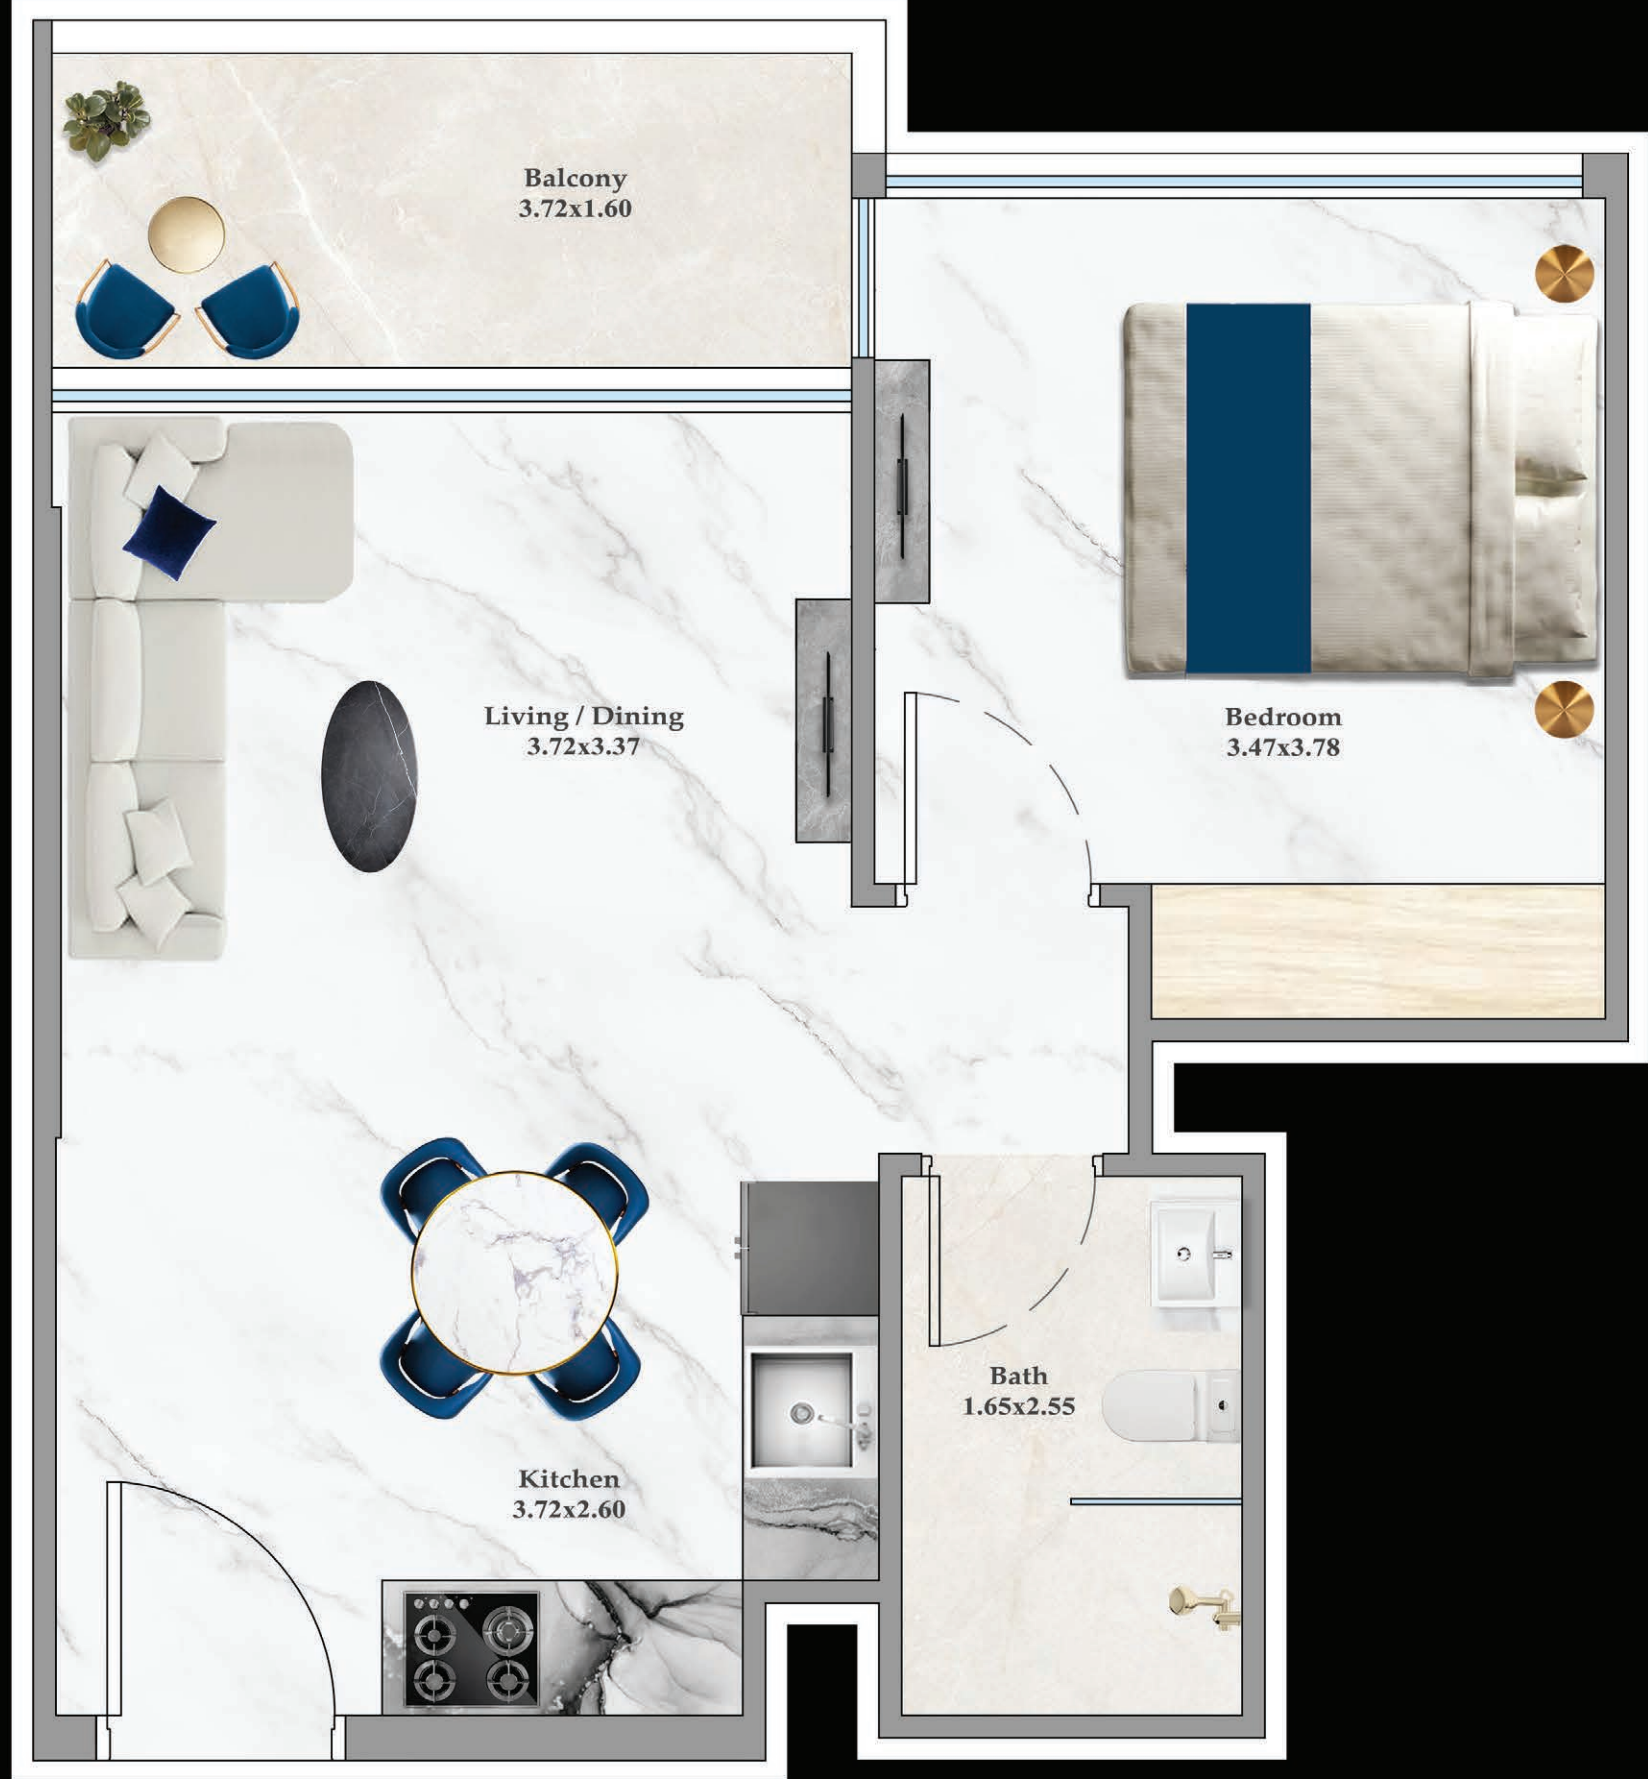 Balcony
3.72x1.60
Living / Dining
3.72x3.37
Bedroom
3.47x3.78
Bath
1.65x2.55
Kitchen
3.72x2.60